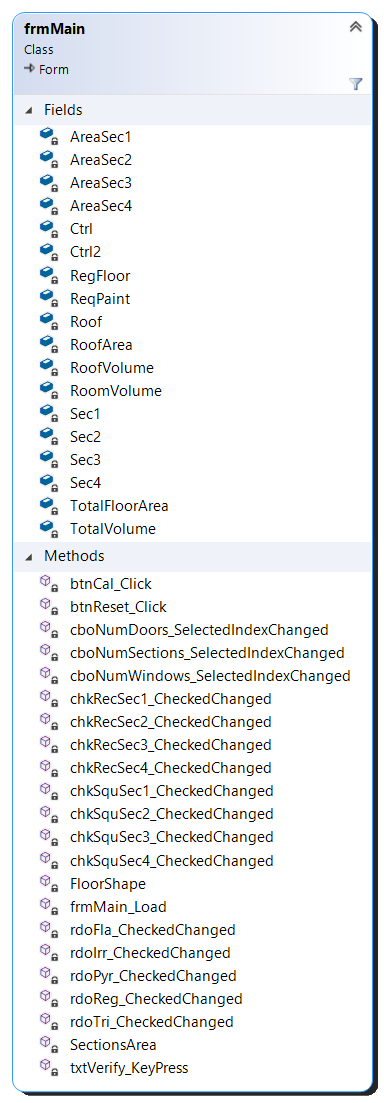 frmMain
Class
Form
Fields
AreaSec1
AreaSec2
AreaSec3
AreaSec4
Ctrl
Ctrl2
RegFloor
ReqPaint
Roof
RoofArea
RoofVolume
RoomVolume
Sec1
Sec2
Sec3
Sec4
TotalFloorArea
TotalVolume
Methods
btnCal_Click
btnReset_Click
cboNumDoors_SelectedIndexChanged
cboNumSections_SelectedIndexChanged
cboNumWindows_SelectedIndexChanged
chkRecSec1_CheckedChanged
chkRecSec2_CheckedChanged
chkRecSec3_CheckedChanged
chkRecSec4_CheckedChanged
chkSquSec1_CheckedChanged
chkSquSec2_CheckedChanged
chkSquSec3_CheckedChanged
chkSquSec4_CheckedChanged
FloorShape
frmMain_Load
rdoFla_CheckedChanged
rdoIrr_CheckedChanged
rdoPyr_CheckedChanged
rdoReg_CheckedChanged
rdoTri_CheckedChanged
SectionsArea
txtVerify_KeyPress